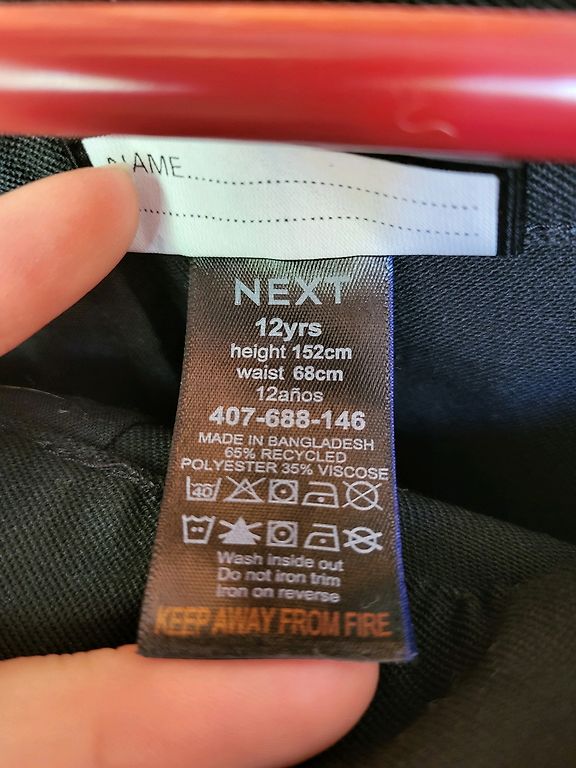 NAME
NEXT
12yrs
height 152cm
waist 68cm
12años
407-688-146
MADE IN BANGLADESH
65% RECYCLED
POLYESTER 35% VISCOSE
40
Wash inside out
Do not iron trim
Iron on reverse
KEEP AWAY FROM FIRE